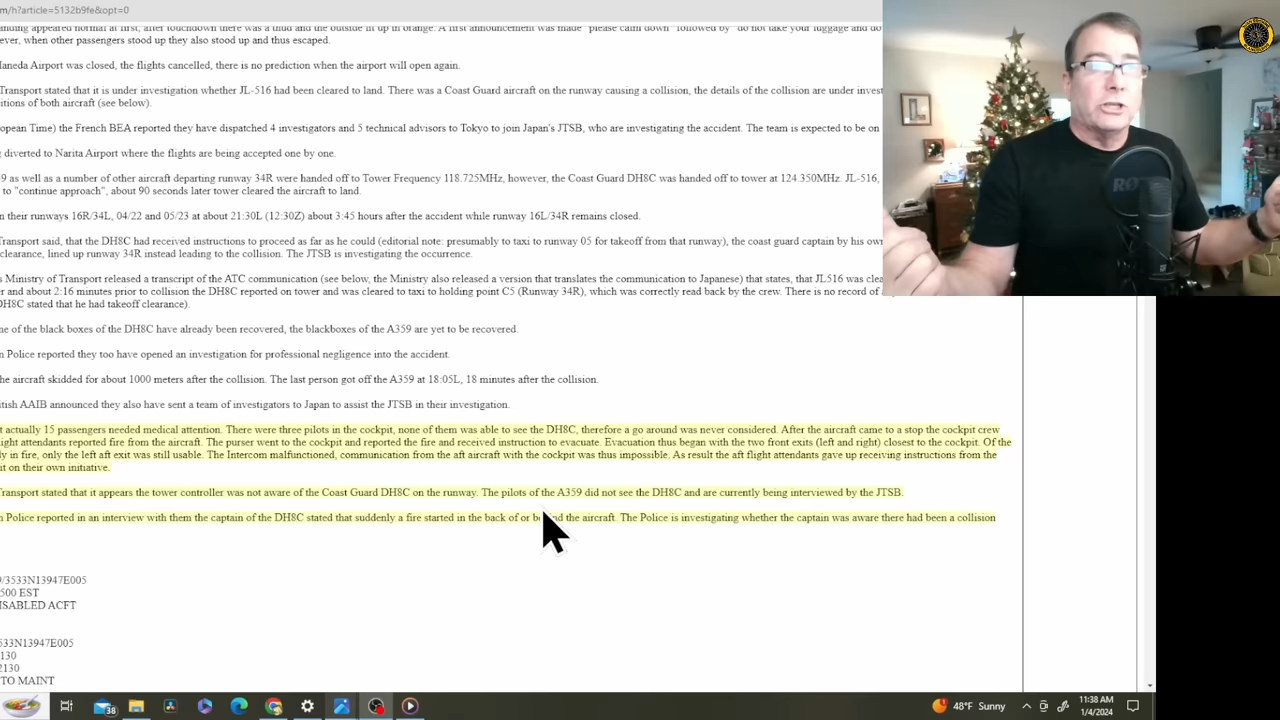 m/h?article=5132b9fe&opt=0
anding appeared normal at first, after touchdown there was a thud and the outside lit up in orange. A first announcement was made "please calm down" followed by "do not take your luggage and do
ever, when other passengers stood up they also stood up and thus escaped.
Haneda Airport was closed, the flights cancelled, there is no prediction when the airport will open again.
Transport stated that it is under investigation whether JL-516 had been cleared to land. There was a Coast Guard aircraft on the runway causing a collision, the details of the collision are under invest
itions of both aircraft (see below).
opean Time) the French BEA reported they have dispatched 4 investigators and 5 technical advisors to Tokyo to join Japan's JTSB, who are investigating the accident. The team is expected to be on
g diverted to Narita Airport where the flights are being accepted one by one.
59 as well as a number of other aircraft departing runway 34R were handed off to Tower Frequency 118.725MHz, however, the Coast Guard DH8C was handed off to tower at 124.350MHz. JL-516,
to "continue approach", about 90 seconds later tower cleared the aircraft to land.
n their runways 16R/34L, 04/22 and 05/23 at about 21:30L (12:30Z) about 3:45 hours after the accident while runway 16L/34R remains closed.
Transport said, that the DH8C had received instructions to proceed as far as he could (editorial note: presumably to taxi to runway 05 for takeoff from that runway), the coast guard captain by his own
clearance, lined up runway 34R instead leading to the collision. The JTSB is investigating the occurrence.
s Ministry of Transport released a transcript of the ATC communication (see below, the Ministry also released a version that translates the communication to Japanese) that states, that JL516 was clea
er and about 2:16 minutes prior to collision the DH8C reported on tower and was cleared to taxi to holding point C5 (Runway 34R), which was correctly read back by the crew. There is no record of
DH8C stated that he had takeoff clearance).
ne of the black boxes of the DH8C have already been recovered, the blackboxes of the A359 are yet to be recovered.
n Police reported they too have opened an investigation for professional negligence into the accident.
he aircraft skidded for about 1000 meters after the collision. The last person got off the A359 at 18:05L, 18 minutes after the collision.
itish AAIB announced they also have sent a team of investigators to Japan to assist the JTSB in their investigation.
t actually 15 passengers needed medical attention. There were three pilots in the cockpit, none of them was able to see the DH8C, therefore a go around was never considered. After the aircraft came to a stop the cockpit crew
light attendants reported fire from the aircraft. The purser went to the cockpit and reported the fire and received instruction to evacuate. Evacuation thus began with the two front exits (left and right) closest to the cockpit. Of the
ly in fire, only the left aft exit was still usable. The Intercom malfunctioned, communication from the aft aircraft with the cockpit was thus impossible. As result the aft flight attendants gave up receiving instructions from the
it on their own initiative.
Transport stated that it appears the tower controller was not aware of the Coast Guard DH8C on the runway. The pilots of the A359 did not see the DH8C and are currently being interviewed by the JTSB.
n Police reported in an interview with them the captain of the DH8C stated that suddenly a fire started in the back of or behind the aircraft. The Police is investigating whether the captain was aware there had been a collision
9/3533N13947E005
500 EST
ISABLED ACFT
533N13947E005
130
2130
TO MAINT
RØDE
38
48°F Sunny
11:38 AM
1/4/2024